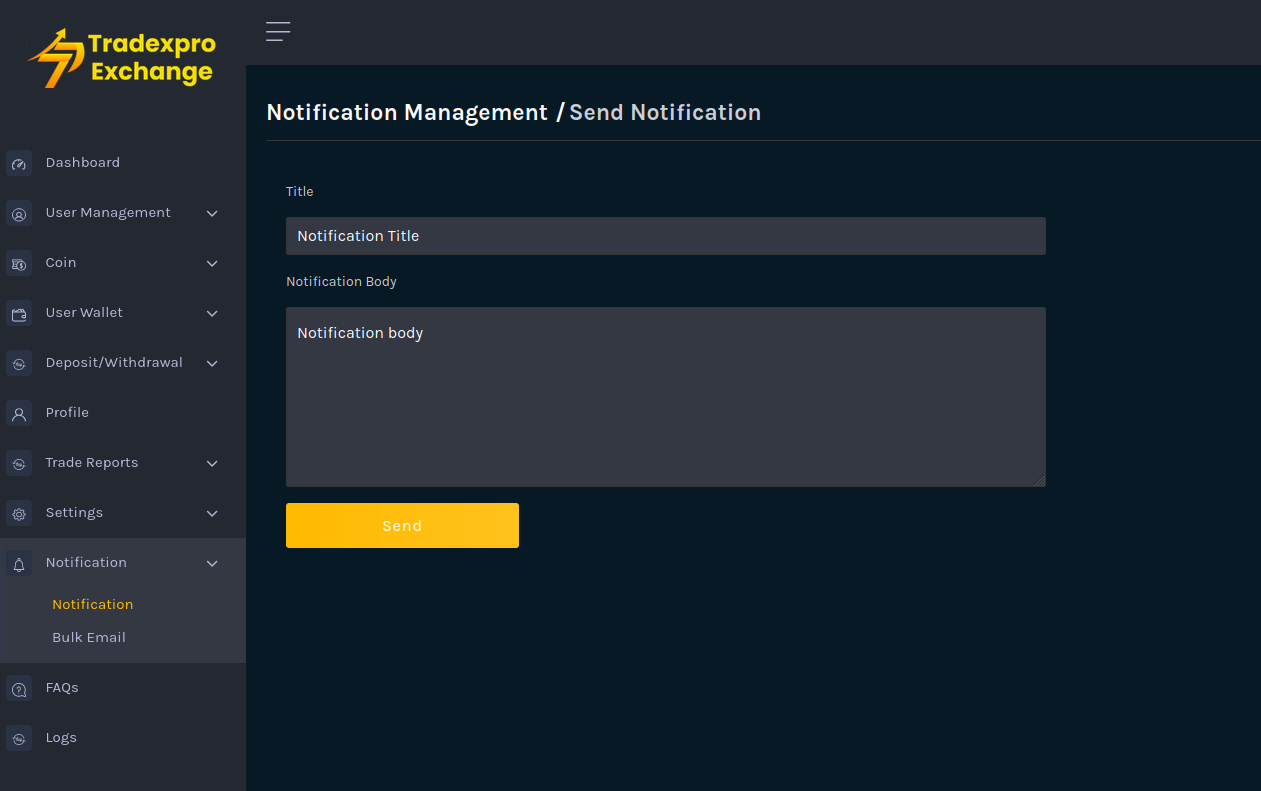 Tradexpro
Exchange
Dashboard
User Management
Coin
User Wallet
Deposit/Withdrawal
Profile
Trade Reports
Settings
Notification
Notification
Bulk Email
FAQs
Logs
Notification Management / Send Notification
Title
Notification Title
Notification Body
Notification body
Send